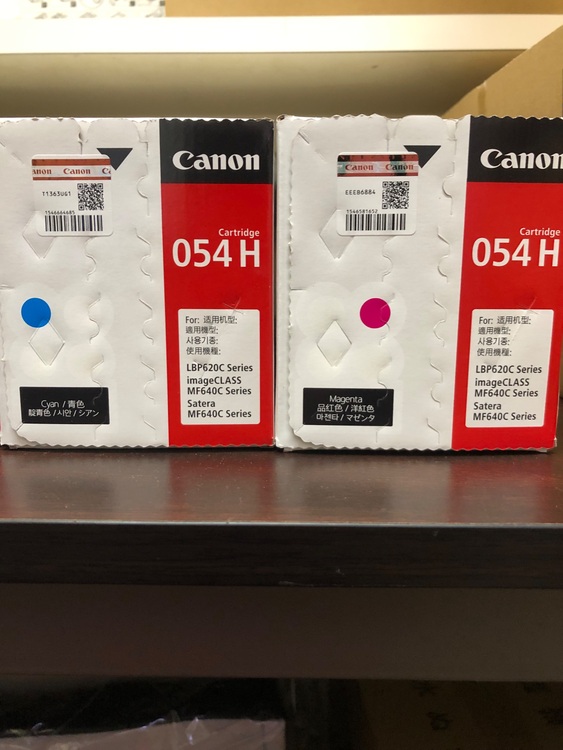 Canon
Canon
Canon
T1363U41
1546664685
Cartridge
054 H
For: 适用机型:
適用機型:
사용기종:
使用機種:
LBP620C Series
imageCLASS
MF640C Series
Satera
MF640C Series
Cyan / 青色
靛青色 / 시안 / シアン
Canon
Canon
Canon
EEE86884
1546581652
Cartridge
054 H
For: 适用机型:
適用機型:
사용기종:
使用機種:
LBP620C Series
imageCLASS
MF640C Series
Satera
MF640C Series
Magenta
品红色 / 洋紅色
마젠타 / マゼンタ